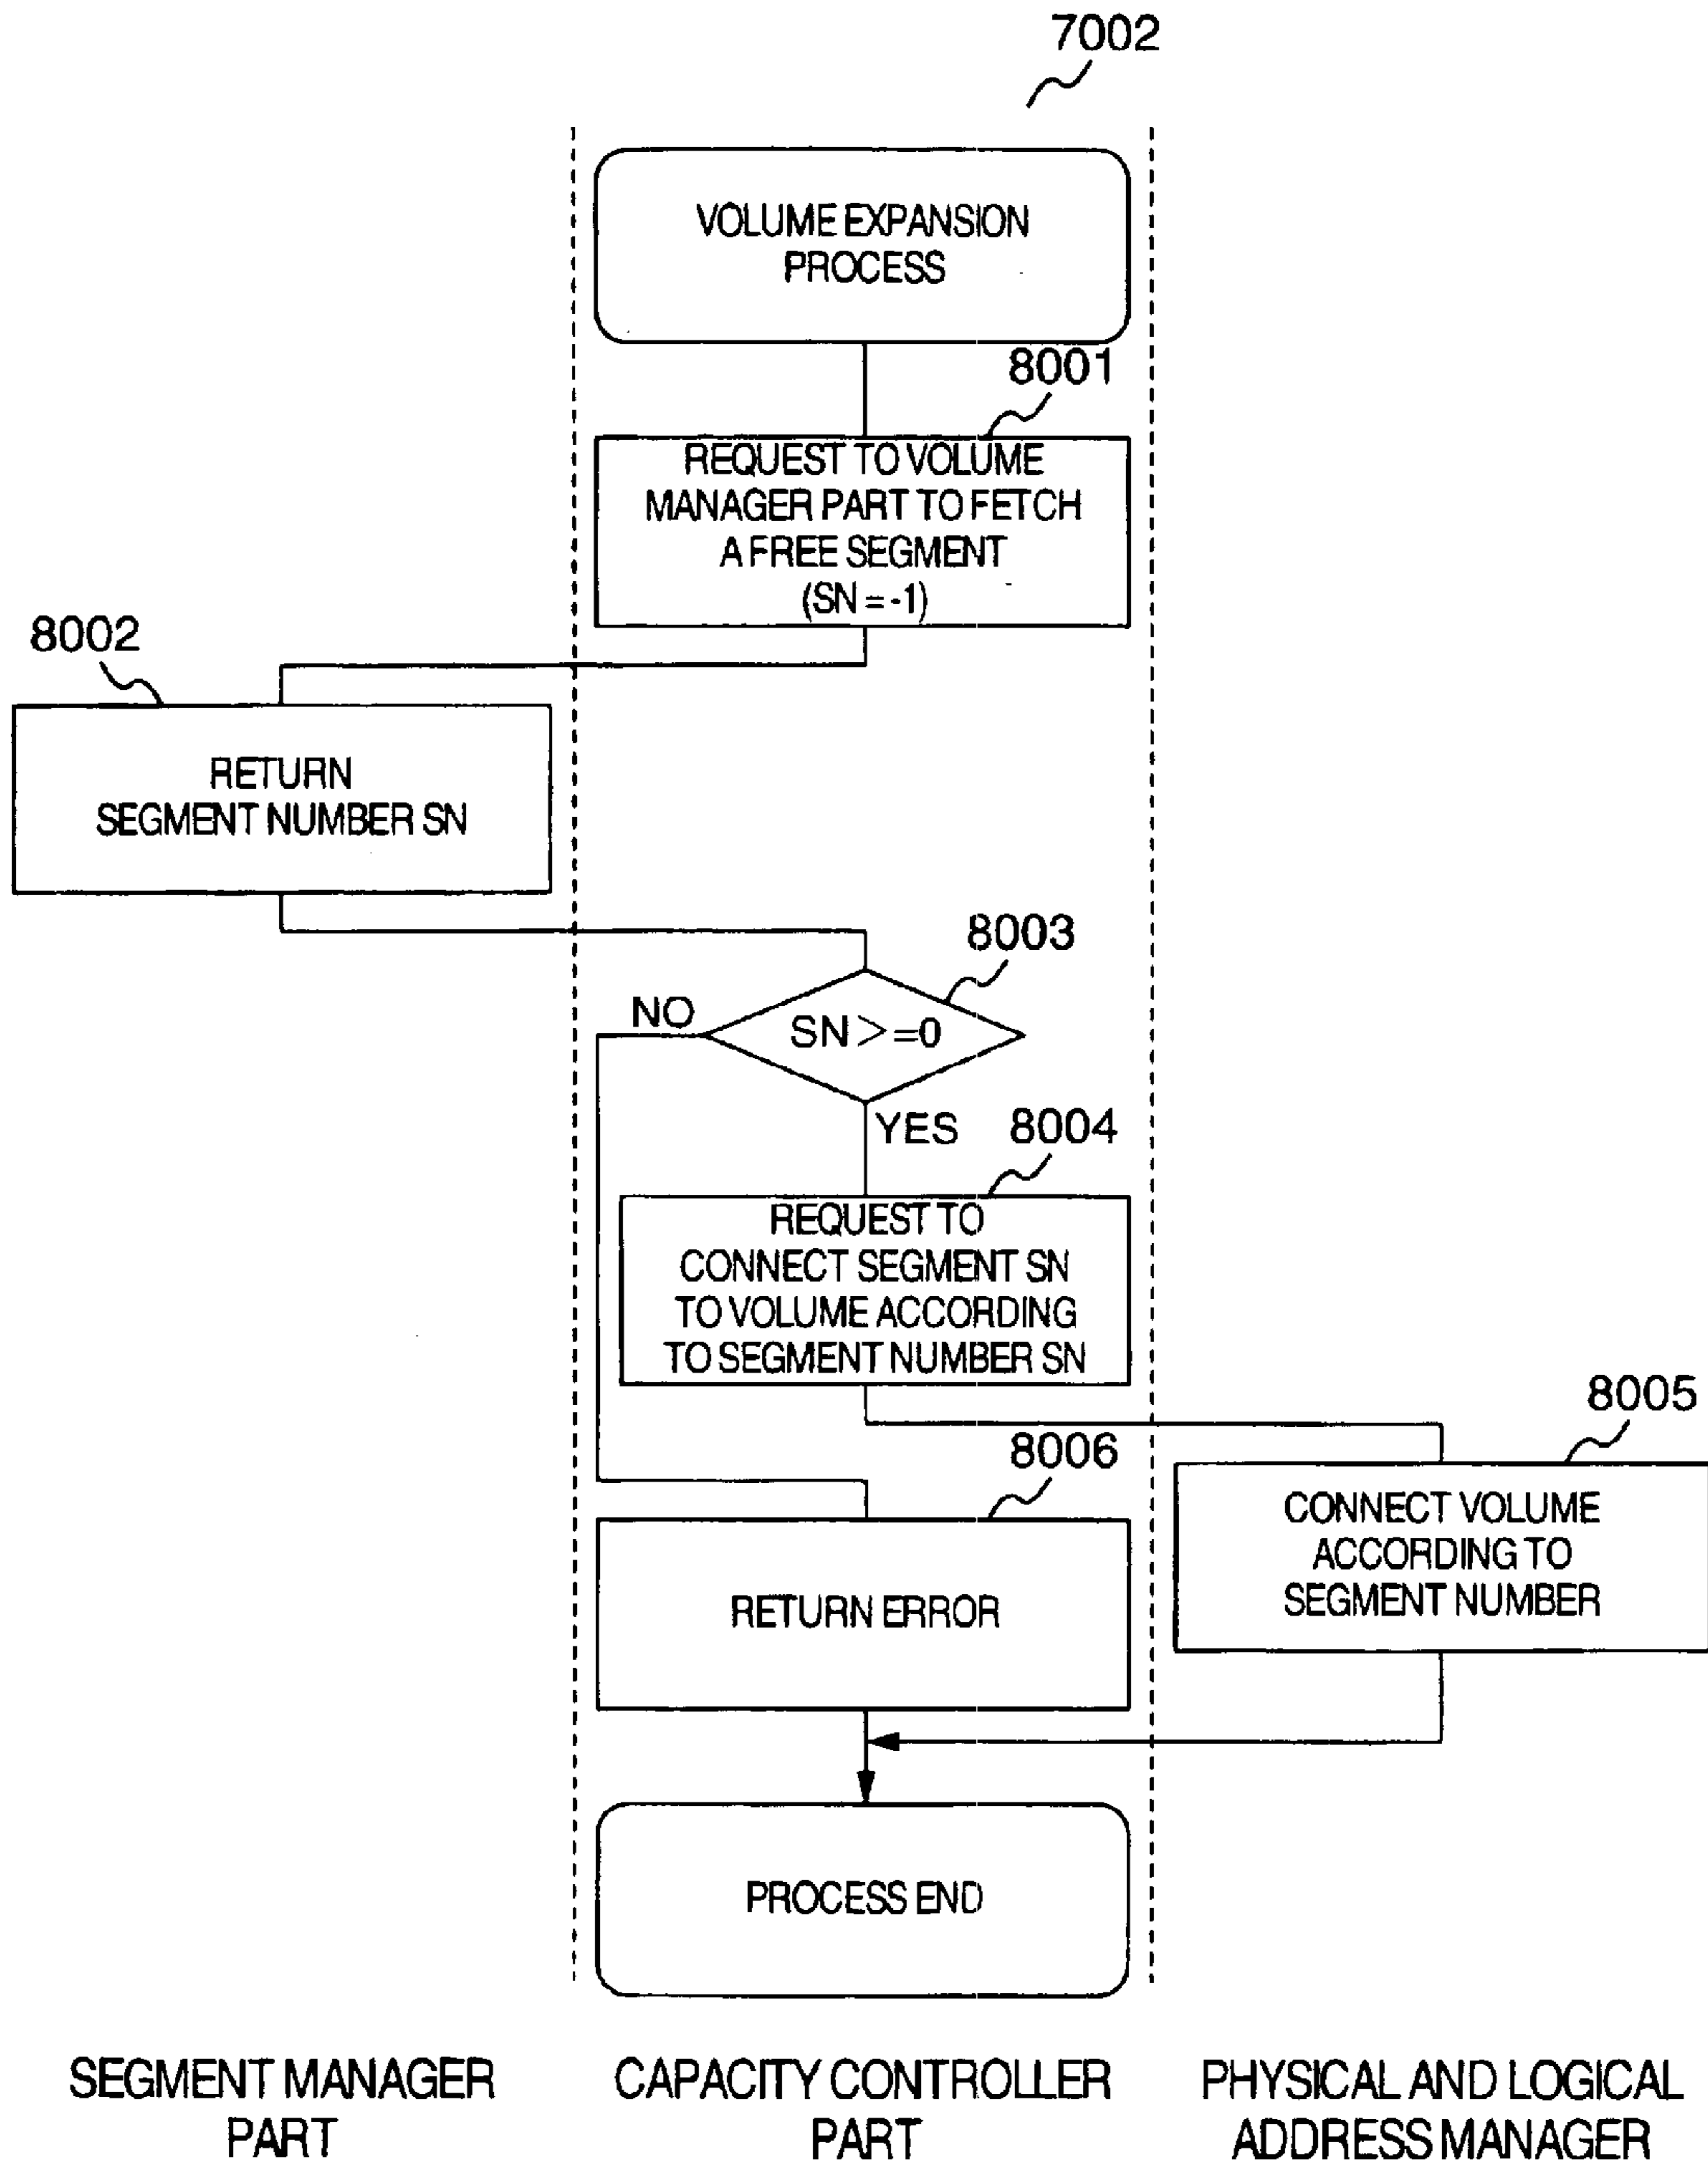 7002
VOLUME EXPANSION
PROCESS
8001
REQUEST TO VOLUME
MANAGER PART TO FETCH
A FREE SEGMENT
(SN = -1)
8002
RETURN
SEGMENT NUMBER SN
8003
NO
SN >=0
YES
8004
REQUEST TO
CONNECT SEGMENT SN
TO VOLUME ACCORDING
TO SEGMENT NUMBER SN
8005
CONNECT VOLUME
ACCORDING TO
SEGMENT NUMBER
8006
RETURN ERROR
PROCESS END
SEGMENT MANAGER
PART
CAPACITY CONTROLLER
PART
PHYSICAL AND LOGICAL
ADDRESS MANAGER